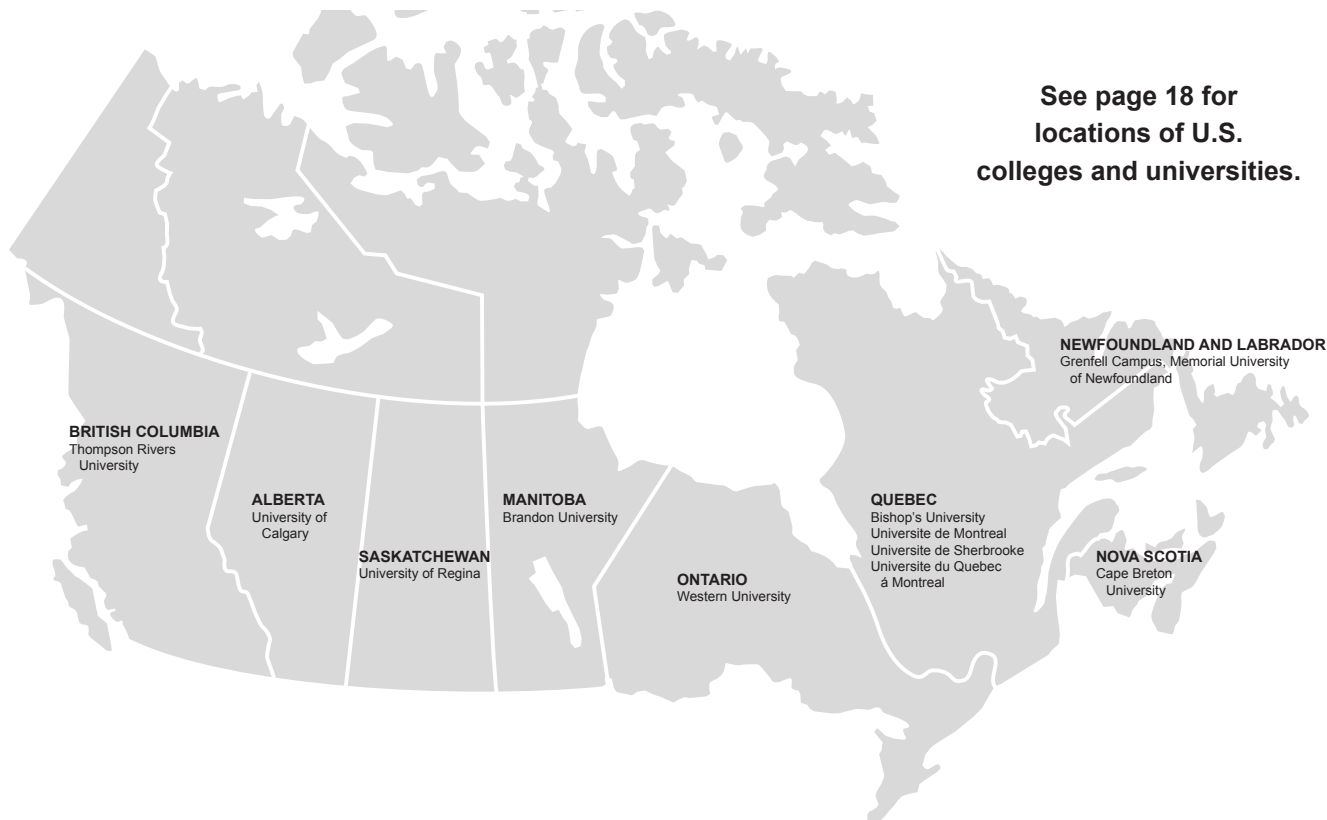 See page 18 for
locations of U.S.
colleges and universities.
NEWFOUNDLAND AND LABRADOR
Grenfell Campus, Memorial University
of Newfoundland
BRITISH COLUMBIA
Thompson Rivers
University
ALBERTA
University of
Calgary
SASKATCHEWAN
University of Regina
MANITOBA
Brandon University
ONTARIO
Western University
QUEBEC
Bishop's University
Universite de Montreal
Universite de Sherbrooke
Universite du Quebec
á Montreal
NOVA SCOTIA
Cape Breton
University